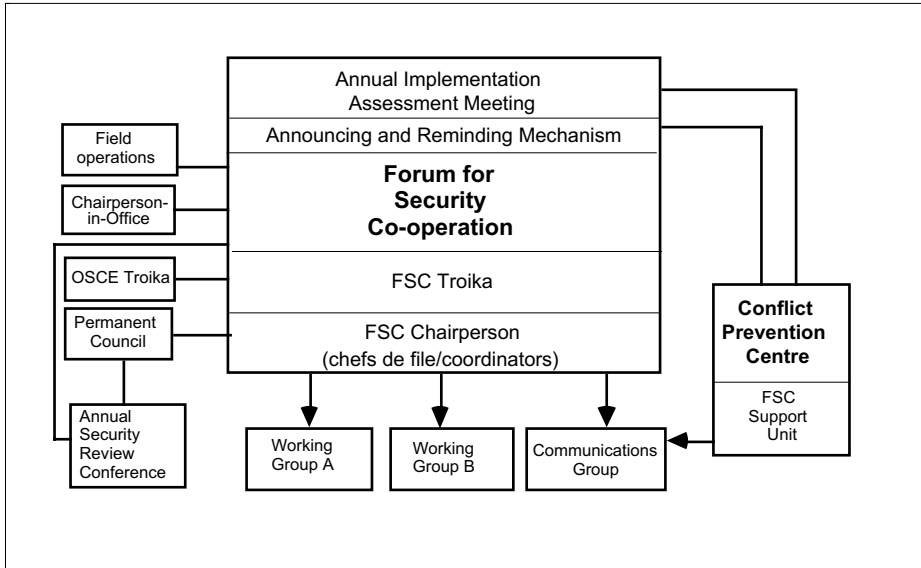 Annual Implementation
Assessment Meeting
Announcing and Reminding Mechanism
Forum for
Security
Co-operation
FSC Troika
FSC Chairperson
(chefs de file/coordinators)
Field
operations
Chairperson-
in-Office
OSCE Troika
Permanent
Council
Annual
Security
Review
Conference
Working
Group A
Working
Group B
Communications
Group
Conflict
Prevention
Centre
FSC
Support
Unit